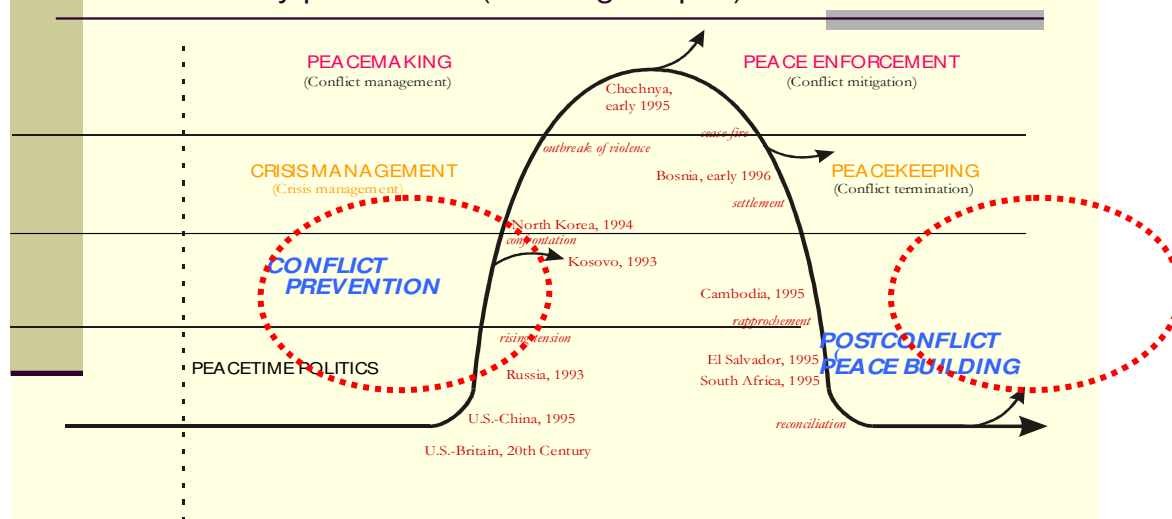 PEACEMAKING
(Conflict management)
PEACE ENFORCEMENT
(Conflict mitigation)
Chechnya,
early 1995
cease-fire
outbreak of violence
CRISIS MANAGEMENT
(Crisis management)
Bosnia, early 1996
PEACEKEEPING
(Conflict termination)
settlement
North Korea, 1994
confrontation
CONFLICT
PREVENTION
Kosovo, 1993
Cambodia, 1995
rapprochement
rising tension
POSTCONFLICT
PEACE BUILDING
PEACETIME POLITICS
Russia, 1993
El Salvador, 1995
South Africa, 1995
U.S.-China, 1995
reconciliation
U.S.-Britain, 20th Century